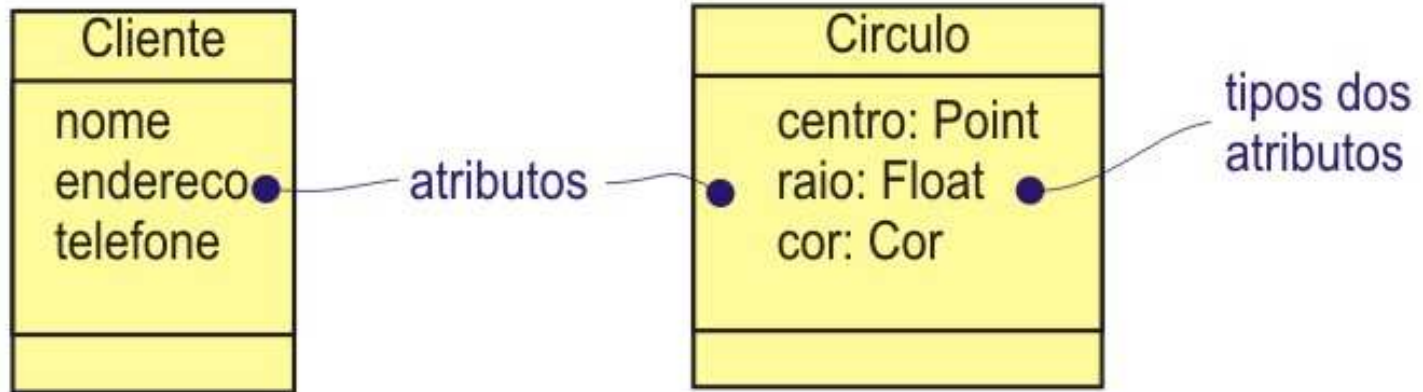 Cliente
nome
endereco
telefone
atributos
Circulo
centro: Point
raio: Float
cor: Cor
tipos dos
atributos